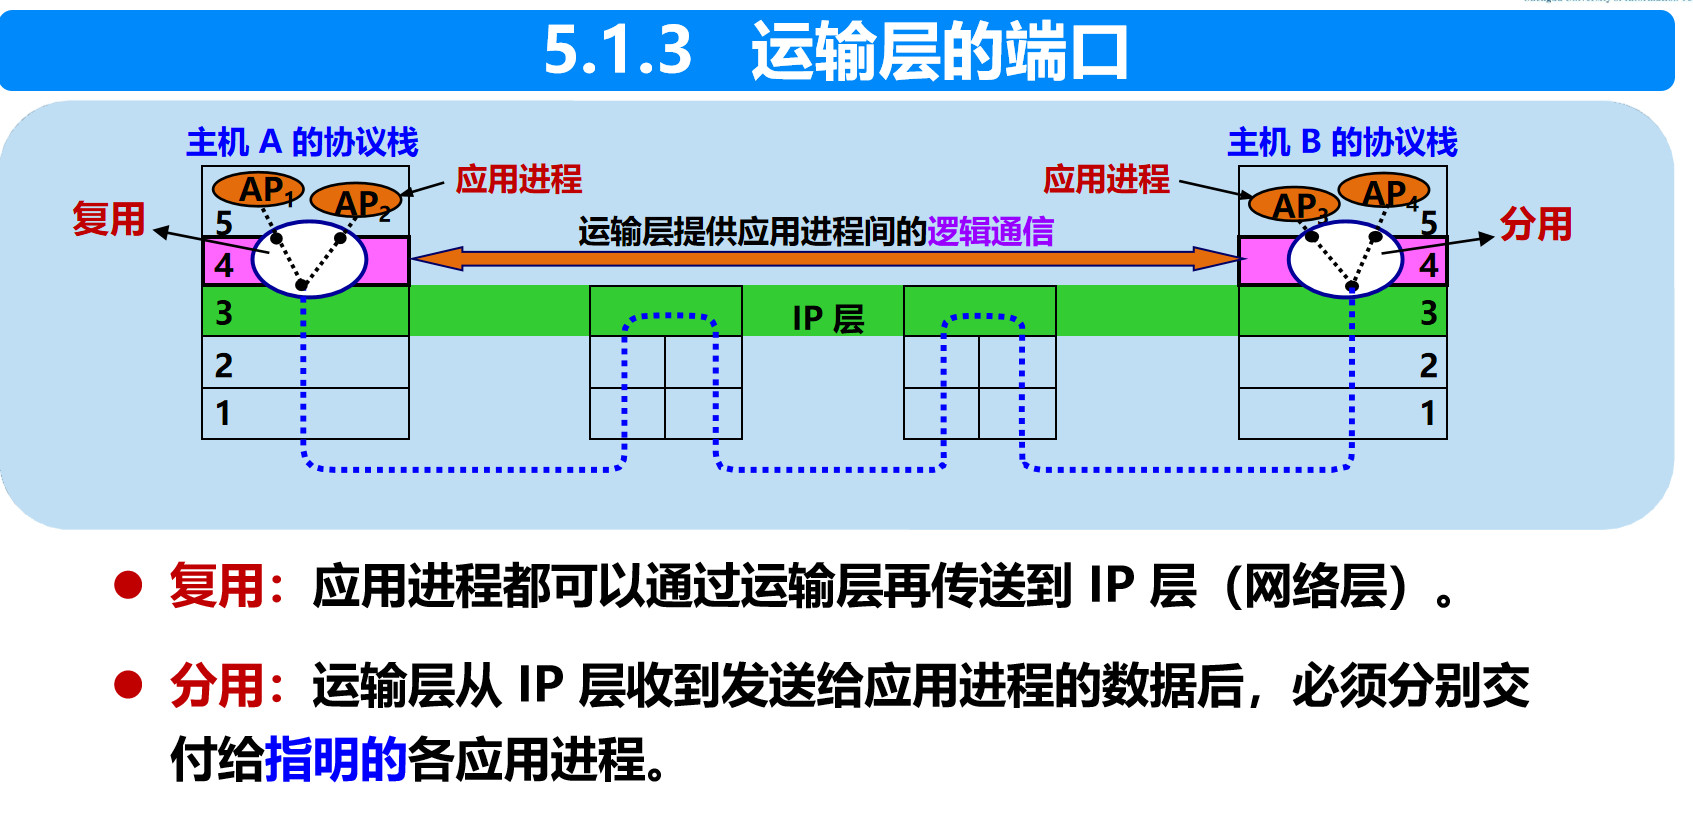 5.1.3 运输层的端口
主机 A 的协议栈
主机 B 的协议栈
应用进程
应用进程
AP1
AP2
AP3
AP4
复用
5
运输层提供应用进程间的逻辑通信
5
分用
4
4
3
IP 层
3
2
2
1
1
复用：应用进程都可以通过运输层再传送到 IP 层（网络层）。
分用：运输层从 IP 层收到发送给应用进程的数据后，必须分别交
付给指明的各应用进程。